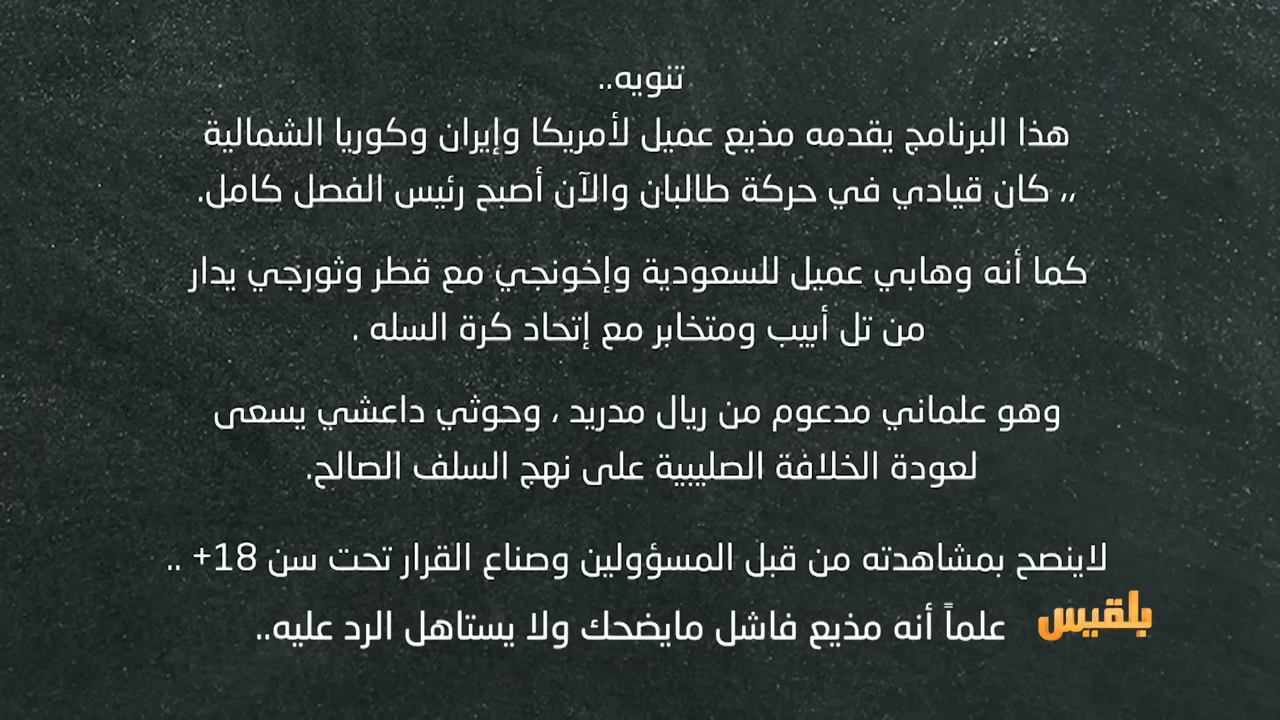 تنويه..
هذا البرنامج يقدمه مذيع عميل لأمريكا وإيران وكوريا الشمالية
،، كان قيادي في حركة طالبان والآن أصبح رئيس الفصل كامل.
كما أنه وهابي عميل للسعودية وإخونجي مع قطر وثورجي يدار
من تل أبيب ومتخابر مع إتحاد كرة السله .
وهو علماني مدعوم من ريال مدريد ، وحوثي داعشي يسعى
لعودة الخلافة الصليبية على نهج السلف الصالح.
لاينصح بمشاهدته من قبل المسؤولين وصناع القرار تحت سن 18+ ..
علماً أنه مذيع فاشل مايضحك ولا يستاهل الرد عليه..
بلقيس